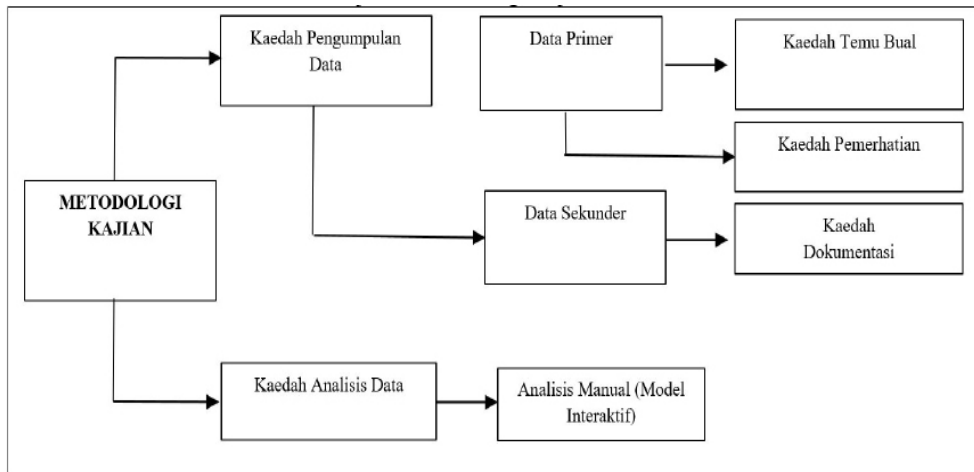 Kaedah Pengumpulan
Data
Data Primer
Kaedah Temu Bual
Kaedah Pemerhatian
METODOLOGI
KAJIAN
Data Sekunder
Kaedah
Dokumentasi
Kaedah Analisis Data
Analisis Manual (Model
Interaktif)